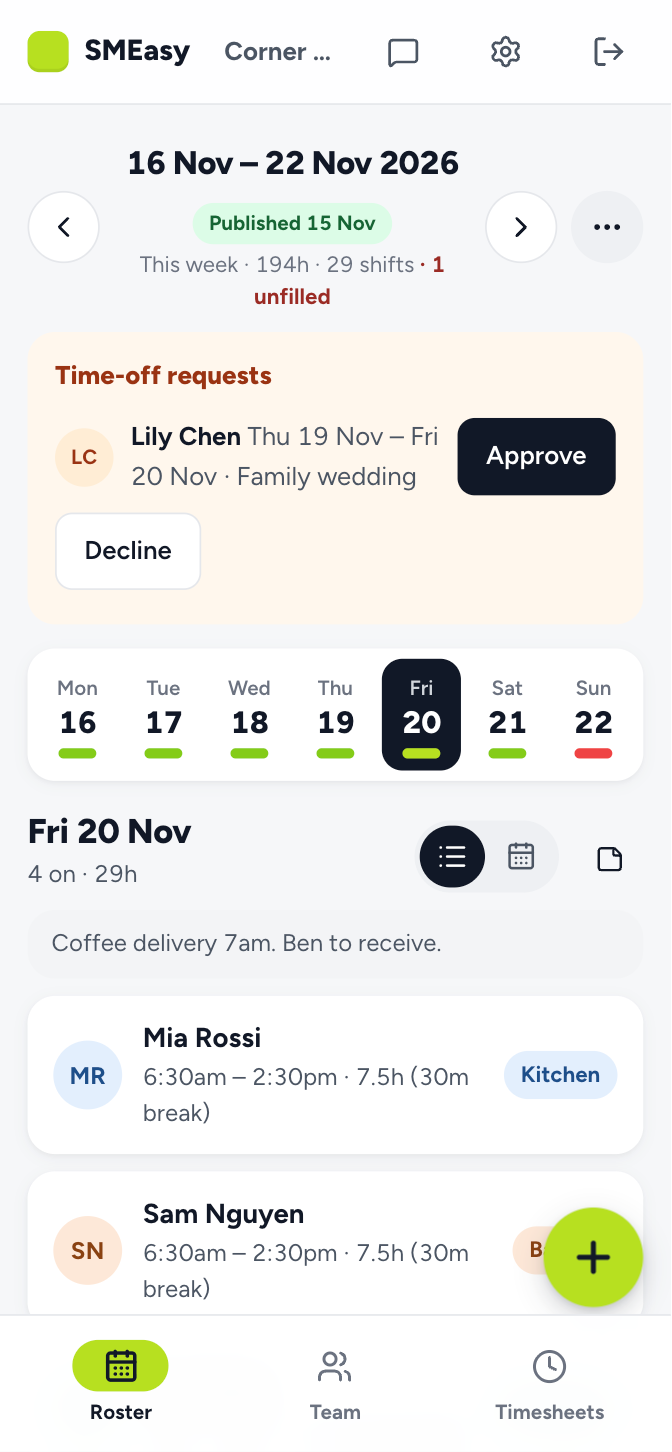 SMEasy Corner ...
16 Nov – 22 Nov 2026
Published 15 Nov
This week · 194h · 29 shifts · 1
unfilled
Time-off requests
LC
Lily Chen Thu 19 Nov – Fri
20 Nov · Family wedding
Approve
Decline
Mon Tue Wed Thu Fri Sat Sun
16 17 18 19 20 21 22
Fri 20 Nov
4 on · 29h
Coffee delivery 7am. Ben to receive.
MR
Mia Rossi
6:30am – 2:30pm · 7.5h (30m
break)
Kitchen
SN
Sam Nguyen
6:30am – 2:30pm · 7.5h (30m
break)
Roster Team Timesheets